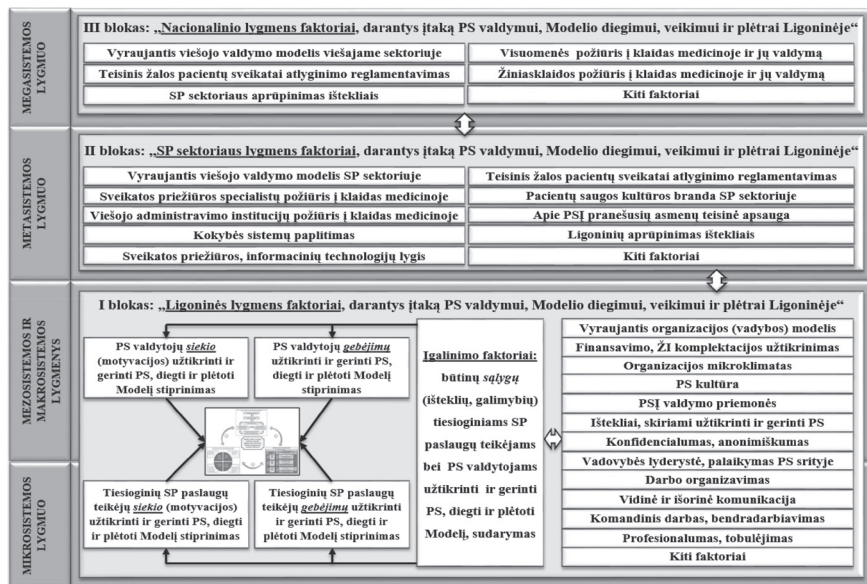 MEGASISTEMOS
LYGMUO
III blokas: „Nacionalinio lygmens faktoriai, darantys įtaką PS valdymui, Modelio diegimui, veikimui ir plėtrai Ligoninėje“
Vyraujantis viešojo valdymo modelis viešajame sektoriuje
Teisinis žalos pacientų sveikatai atlyginimo reglamentavimas
SP sektoriaus aprūpinimas ištekliais
Visuomenės požiūris į klaidas medicinoje ir jų valdymą
Žiniasklaidos požiūris į klaidas medicinoje ir jų valdymą
Kiti faktoriai
METASISTEMOS
LYGMUO
II blokas: „SP sektoriaus lygmens faktoriai, darantys įtaką PS valdymui, Modelio diegimui, veikimui ir plėtrai Ligoninėje“
Vyraujantis viešojo valdymo modelis SP sektoriuje
Sveikatos priežiūros specialistų požiūris į klaidas medicinoje
Viešojo administravimo institucijų požiūris į klaidas medicinoje
Kokybės sistemų paplitimas
Sveikatos priežiūros, informacinių technologijų lygis
Teisinis žalos pacientų sveikatai atlyginimo reglamentavimas
Pacientų saugos kultūros branda SP sektoriuje
Apie PSĮ pranešusių asmenų teisinė apsauga
Ligoninių aprūpinimas ištekliais
Kiti faktoriai
MEZOSISTEMOS IR
MAKROSISTEMOS
LYGMENYS
MIKROSISTEMOS
LYGMUO
I blokas: „Ligoninės lygmens faktoriai, darantys įtaką PS valdymui, Modelio diegimui, veikimui ir plėtrai Ligoninėje“
PS valdytojų siekio
(motyvacijos) užtikrinti ir
gerinti PS, diegti ir plėtoti
Modelį stiprinimas
PS valdytojų gebėjimų
užtikrinti ir gerinti PS,
diegti ir plėtoti Modelį
stiprinimas
Tiesioginių SP paslaugų
teikėjų siekio (motyvacijos)
užtikrinti ir gerinti PS, diegti
ir plėtoti Modelį stiprinimas
Tiesioginių SP paslaugų
teikėjų gebėjimų užtikrinti
ir gerinti PS, diegti ir
plėtoti Modelį stiprinimas
Įgalinimo faktoriai:
būtinų sąlygų
(išteklių, galimybių)
tiesioginiams SP
paslaugų teikėjams
bei PS valdytojams
užtikrinti ir gerinti
PS, diegti ir plėtoti
Modelį, sudarymas
Vyraujantis organizacijos (vadybos) modelis
Finansavimo, ŽI komplektacijos užtikrinimas
Organizacijos mikroklimatas
PS kultūra
PSĮ valdymo priemonės
Ištekliai, skiriami užtikrinti ir gerinti PS
Konfidencialumas, anonimiškumas
Vadovybės lyderystė, palaikymas PS srityje
Darbo organizavimas
Vidinė ir išorinė komunikacija
Komandinis darbas, bendradarbiavimas
Profesionalumas, tobulėjimas
Kiti faktoriai